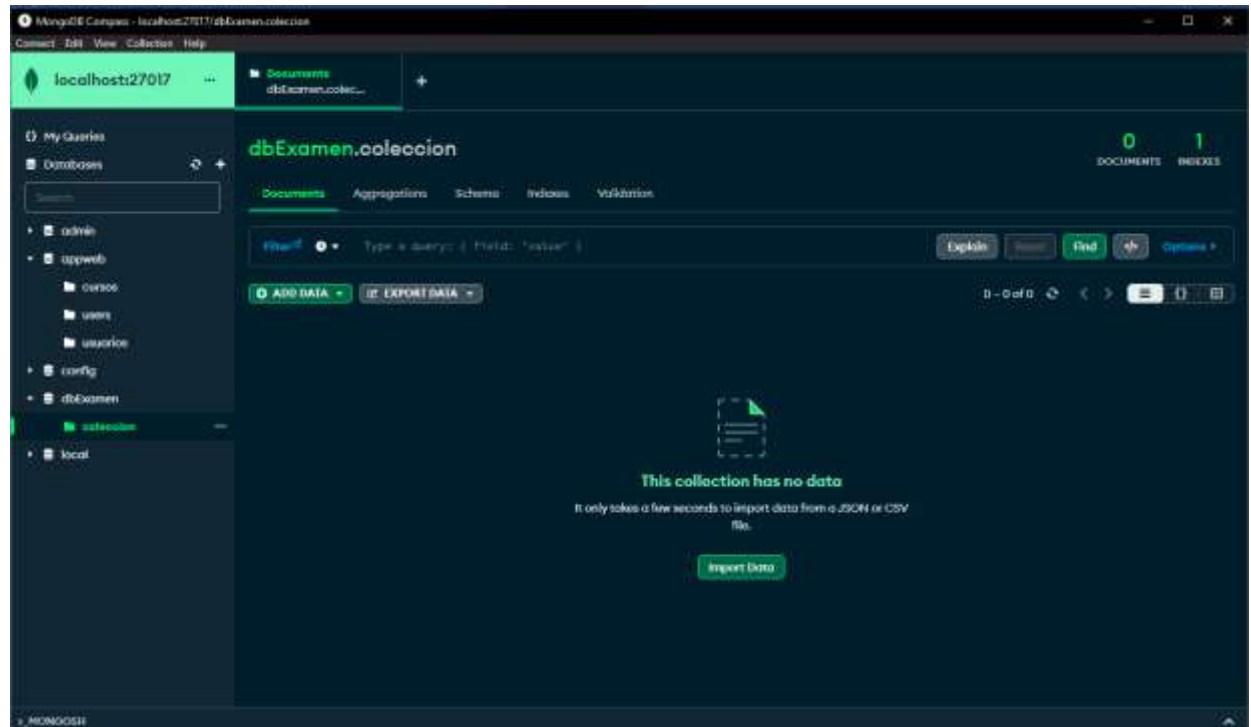 MongoDB Compass - localhost:27017/dbExamen.coleccion
Connect Edit View Collection Help
localhost:27017 ...
Documents
dbExamen.colec...
+
My Queries
Databases
Search
admin
appweb
cursos
users
usuarios
config
dbExamen
coleccion
local
dbExamen.coleccion
0
DOCUMENTS
1
INDEXES
Documents Aggregations Schema Indexes Validation
Filter Type a query: { field: 'value' }
Explain Reset Find </> Options
ADD DATA EXPORT DATA
0 - 0 of 0
This collection has no data
It only takes a few seconds to import data from a JSON or CSV
file.
Import Data
>_MONGOSH